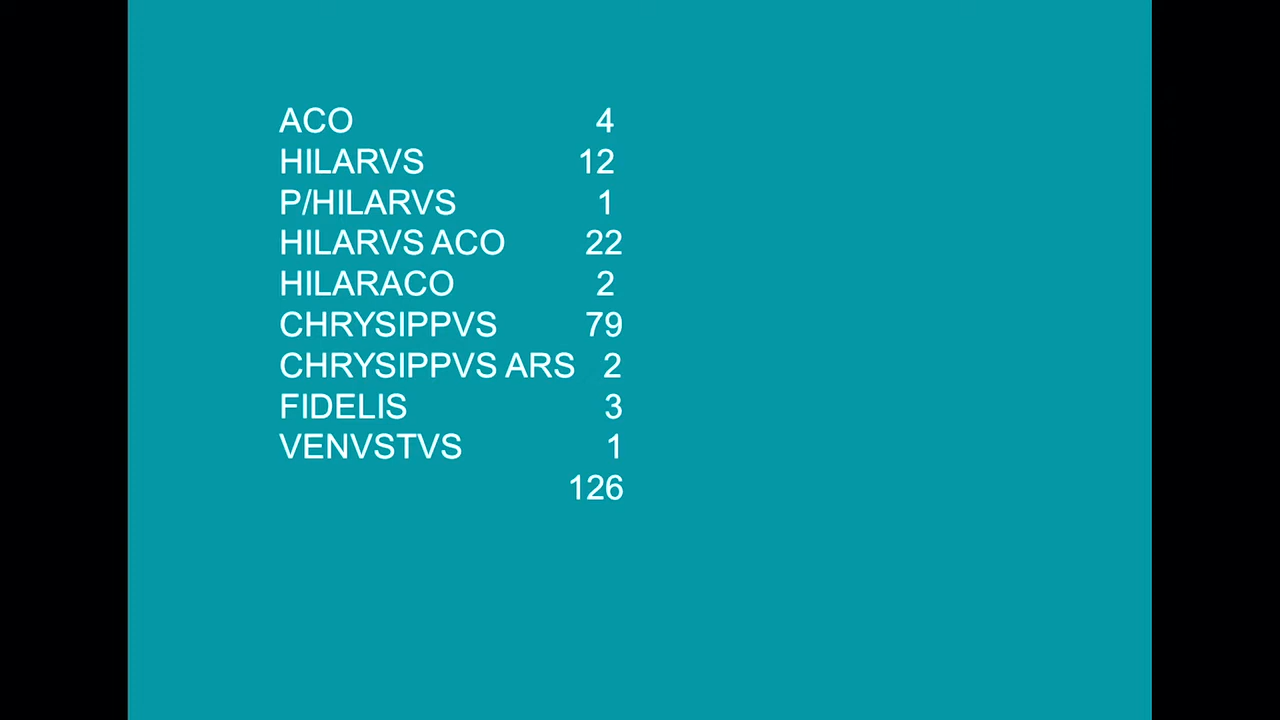 ACO 4
HILARVS 12
P/HILARVS 1
HILARVS ACO 22
HILARACO 2
CHRYSIPPVS 79
CHRYSIPPVS ARS 2
FIDELIS 3
VENVSTVS 1
126